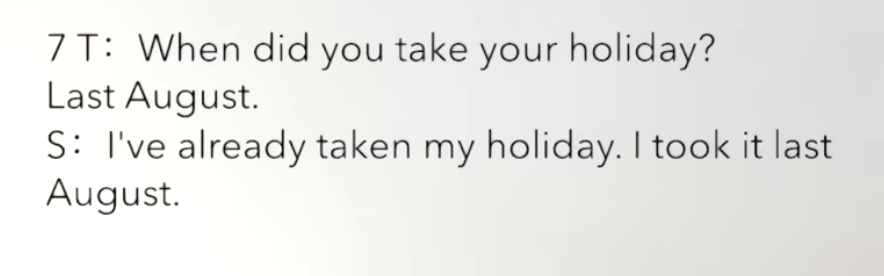 7 T: When did you take your holiday?
Last August.
S: I've already taken my holiday. I took it last
August.